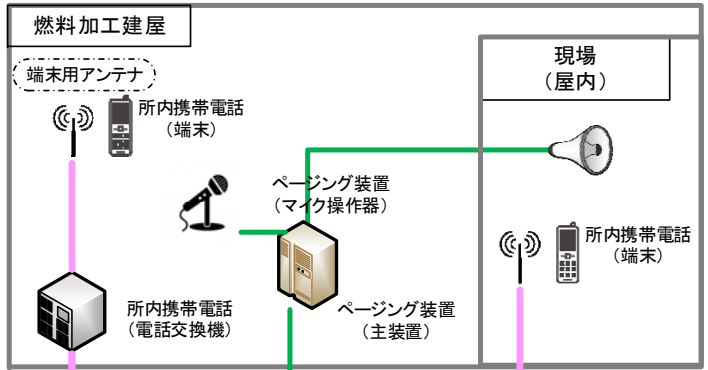 燃料加工建屋
端末用アンテナ
所内携帯電話
（端末）
現場
（屋内）
ページング装置
（マイク操作器）
所内携帯電話
（端末）
所内携帯電話
（電話交換機）
ページング装置
（主装置）